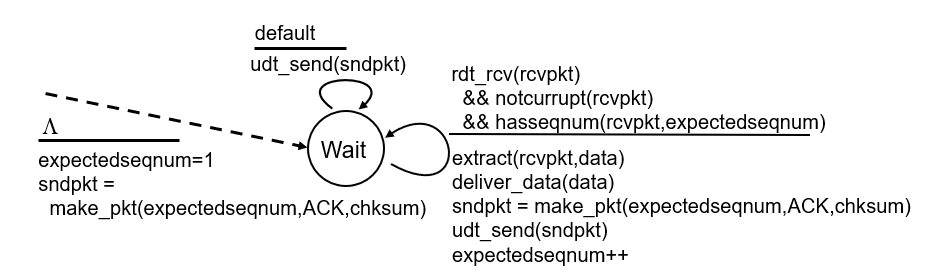 default
udt_send(sndpkt)
rdt_rcv(rcvpkt)
&& notcurrupt(rcvpkt)
&& hasseqnum(rcvpkt,expectedseqnum)
Λ
expectedseqnum=1
sndpkt =
make_pkt(expectedseqnum,ACK,chksum)
Wait
extract(rcvpkt,data)
deliver_data(data)
sndpkt = make_pkt(expectedseqnum,ACK,chksum)
udt_send(sndpkt)
expectedseqnum++